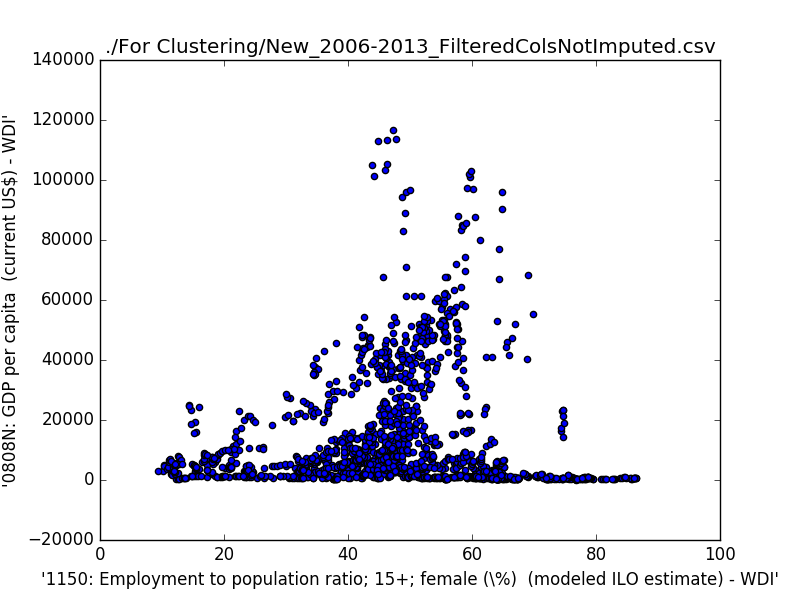 ./For Clustering/New_2006-2013_FilteredColsNotImputed.csv
'0808N: GDP per capita  (current US$) - WDI'
140000
120000
100000
80000
60000
40000
20000
0
−20000
0 20 40 60 80 100
'1150: Employment to population ratio; 15+; female (\%)  (modeled ILO estimate) - WDI'